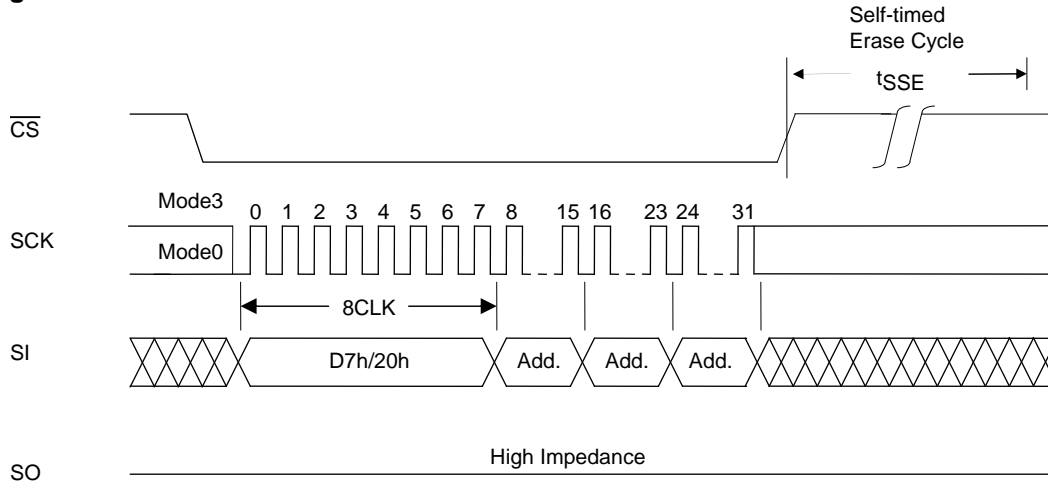 Self-timed
Erase Cycle
tSSE
CS
Mode3
0 1 2 3 4 5 6 7 8 15 16 23 24 31
SCK
Mode0
8CLK
SI
D7h/20h Add. Add. Add.
High Impedance
SO